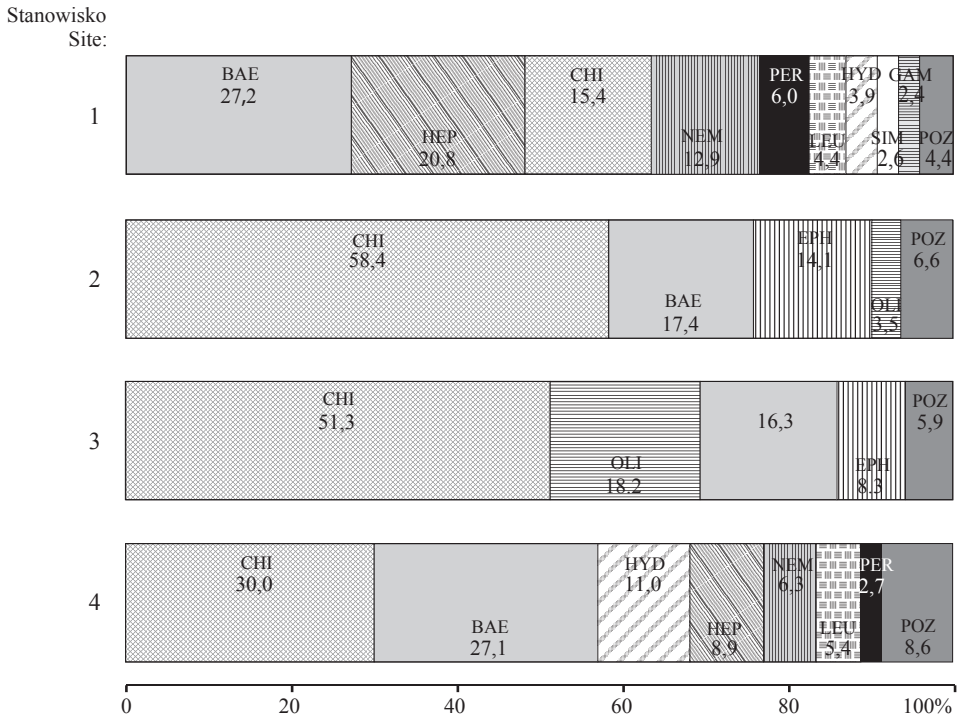 Stanowisko
Site:
1
BAE
27,2
HEP
20,8
CHI
15,4
NEM
12,9
PER
6,0
LEU
4,4
HYD
3,9
SIM
2,6
GAM
2,4
POZ
4,4
2
CHI
58,4
BAE
17,4
EPH
14,1
OLI
3,5
POZ
6,6
3
CHI
51,3
OLI
18.2
16,3
EPH
8.3
POZ
5,9
4
CHI
30,0
BAE
27,1
HYD
11,0
HEP
8,9
NEM
6,3
LEU
5,4
PER
2,7
POZ
8,6
0 20 40 60 80 100%